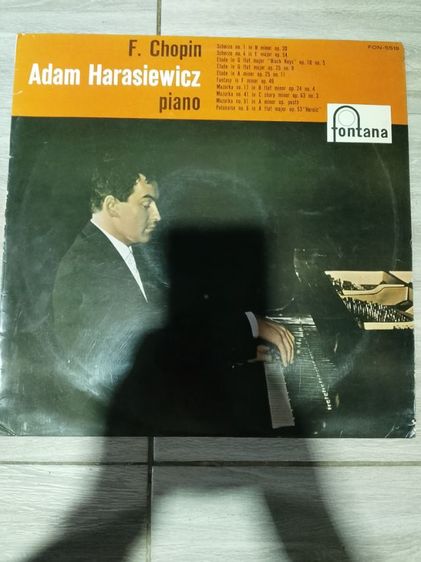 F. Chopin
Adam Harasiewicz
piano
Scherzo no. 1 in B minor op. 20
Scherzo no. 4 in E major op. 54
Etude in G flat major "Black Keys" op. 10 no. 5
Etude in G flat major op. 25 no. 9
Etude in A minor op. 25 no. 11
Fantasy in F minor op. 49
Mazurka no. 17 in B flat minor op. 24 no. 4
Mazurka no. 41 in C sharp minor op. 63 no. 3
Mazurka no. 51 in A minor op. posth
Polonaise no. 6 in A flat major op. 53 "Heroic"
FON-5519
fontana